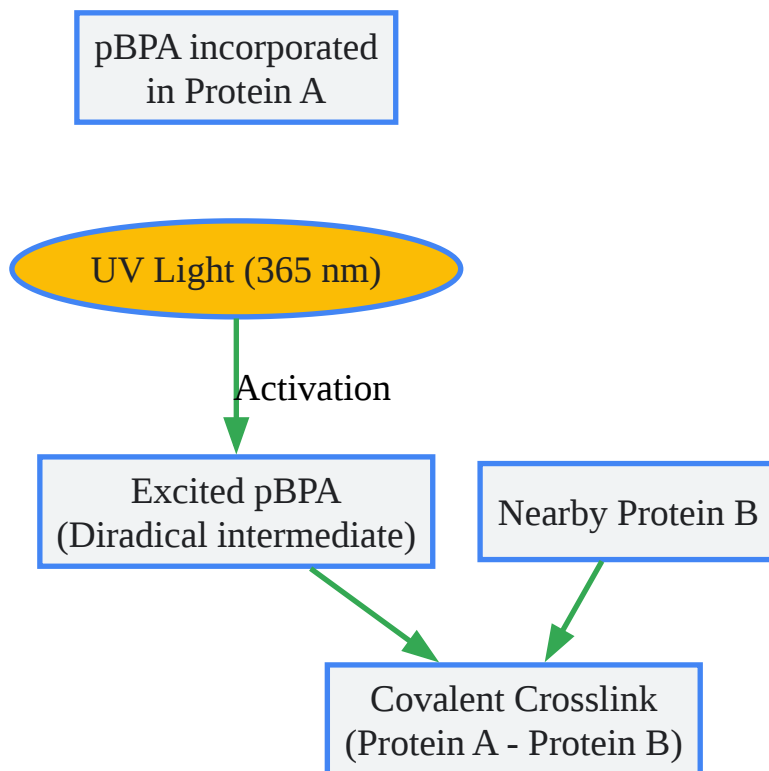 pBPA incorporated
in Protein A
UV Light (365 nm)
Activation
Excited pBPA
(Diradical intermediate)
Nearby Protein B
Covalent Crosslink
(Protein A - Protein B)